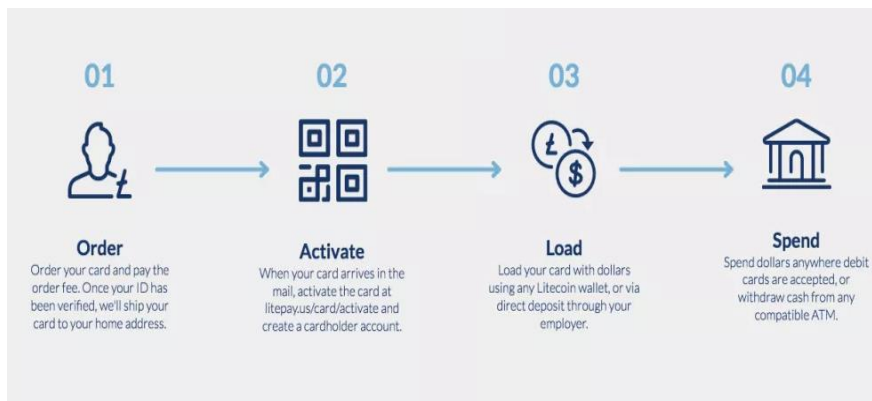 01
02
03
04
Order
Order your card and pay the
order fee. Once your ID has
been verified, we'll ship your
card to your home address.
Activate
When your card arrives in the
mail, activate the card at
litepay.us/card/activate and
create a cardholder account.
Load
Load your card with dollars
using any Litecoin wallet, or via
direct deposit through your
employer.
Spend
Spend dollars anywhere debit
cards are accepted, or
withdraw cash from any
compatible ATM.